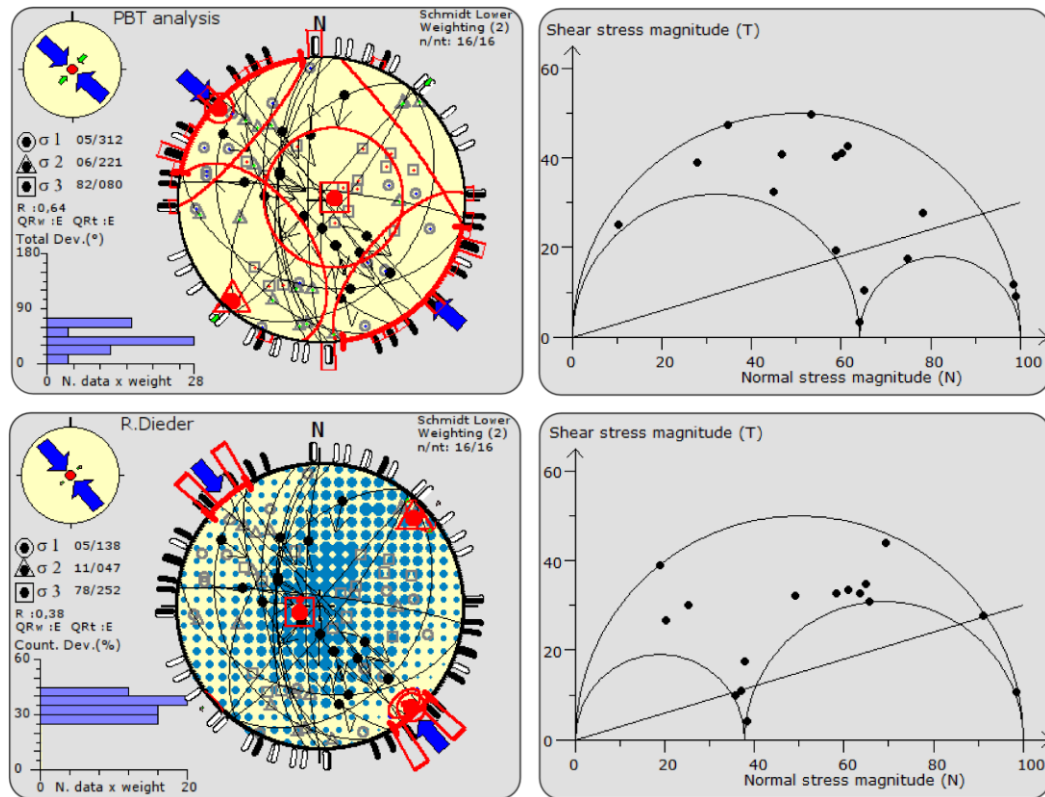 PBT analysis
N
Schmidt Lower
Weighting (2)
n/nt: 16/16
σ 1 05/312
σ 2 06/221
σ 3 82/080
R :0,64
QRw :E QRt :E
Total Dev.(°)
180
90
0
0 N. data x weight 28
Shear stress magnitude (T)
60
40
20
0
0 20 40 60 80 100
Normal stress magnitude (N)
R.Dieder
N
Schmidt Lower
Weighting (2)
n/nt: 16/16
σ 1 05/138
σ 2 11/047
σ 3 78/252
R :0,38
QRw :E QRt :E
Count. Dev.(%)
60
30
0
0 N. data x weight 20
Shear stress magnitude (T)
60
40
20
0
0 20 40 60 80 100
Normal stress magnitude (N)